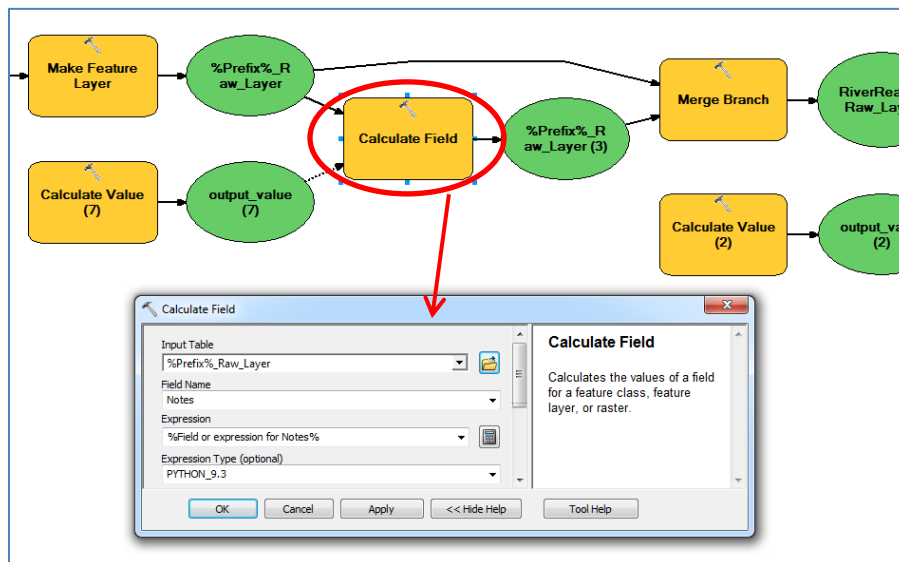 Make Feature
Layer
%Prefix%_R
aw_Layer
Calculate Field
%Prefix%_R
aw_Layer (3)
Merge Branch
Calculate Value
(7)
output_value
(7)
Calculate Value
(2)
(2)
Calculate Field
Input Table
%Prefix%_Raw_Layer
Field Name
Notes
Expression
%Field or expression for Notes%
Expression Type (optional)
PYTHON_9.3
Calculate Field
Calculates the values of a field
for a feature class, feature
layer, or raster.
OK
Cancel
Apply
<< Hide Help
Tool Help